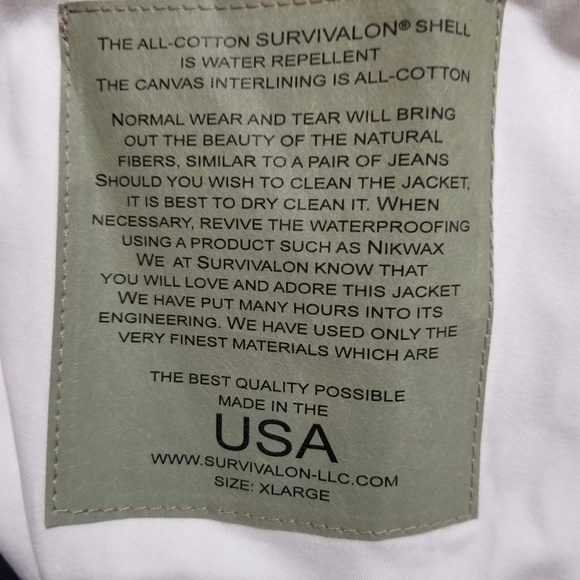 THE ALL-COTTON SURVIVALON® SHELL
IS WATER REPELLENT
THE CANVAS INTERLINING IS ALL-COTTON
NORMAL WEAR AND TEAR WILL BRING
OUT THE BEAUTY OF THE NATURAL
FIBERS, SIMILAR TO A PAIR OF JEANS
SHOULD YOU WISH TO CLEAN THE JACKET,
IT IS BEST TO DRY CLEAN IT. WHEN
NECESSARY, REVIVE THE WATERPROOFING
USING A PRODUCT SUCH AS NIKWAX
WE AT SURVIVALON KNOW THAT
YOU WILL LOVE AND ADORE THIS JACKET
WE HAVE PUT MANY HOURS INTO ITS
ENGINEERING. WE HAVE USED ONLY THE
VERY FINEST MATERIALS WHICH ARE
THE BEST QUALITY POSSIBLE
MADE IN THE
USA
WWW.SURVIVALON-LLC.COM
SIZE: XLARGE